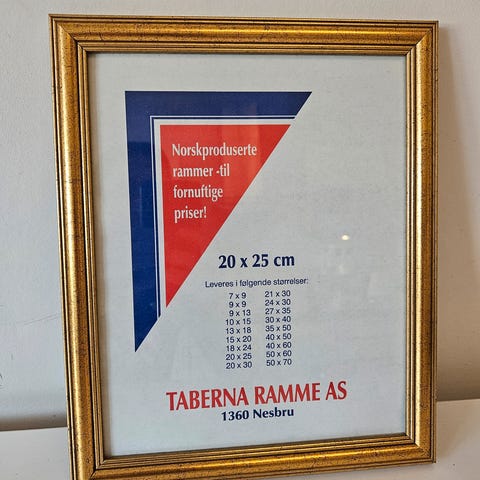 Norskproduserte
rammer -til
fornuftige
priser!
20 x 25 cm
Leveres i følgende størrelser:
7 x 9 21 x 30
9 x 9 24 x 30
9 x 13 27 x 35
10 x 15 30 x 40
13 x 18 35 x 50
15 x 20 40 x 50
18 x 24 40 x 60
20 x 25 50 x 60
20 x 30 50 x 70
TABERNA RAMME AS
1360 Nesbru